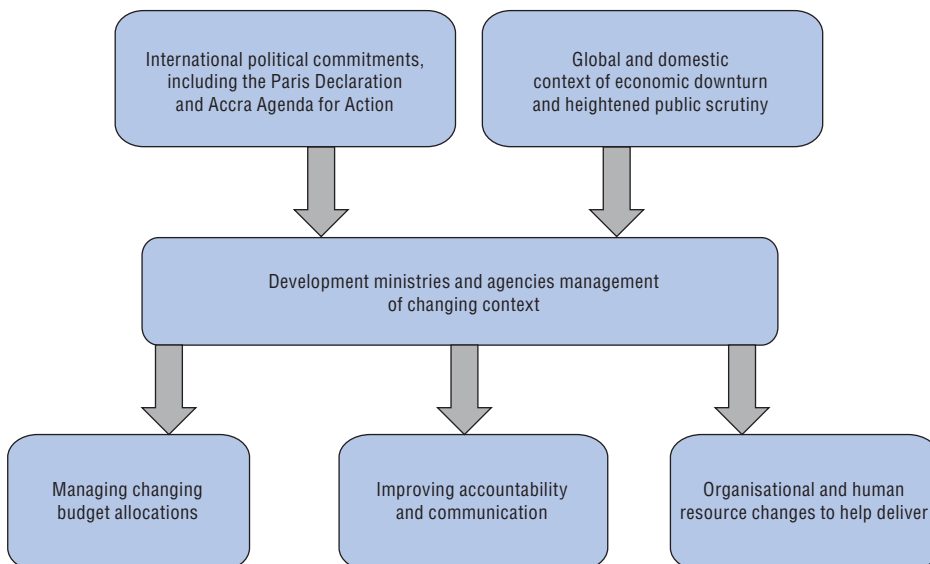 International political commitments,
including the Paris Declaration
and Accra Agenda for Action
Global and domestic
context of economic downturn
and heightened public scrutiny
Development ministries and agencies management
of changing context
Managing changing
budget allocations
Improving accountability
and communication
Organisational and human
resource changes to help deliver